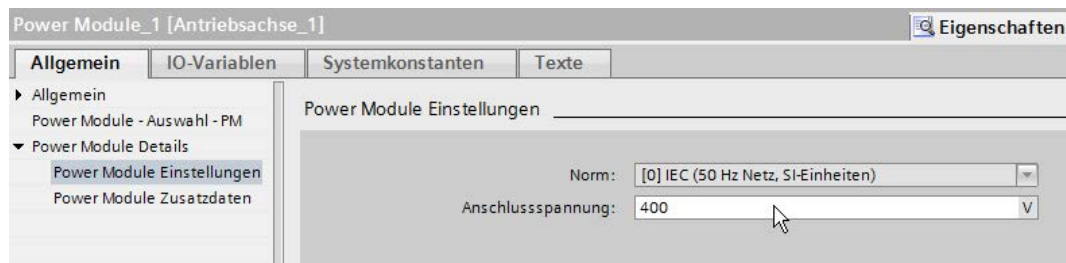 Power Module_1 [Antriebsachse_1]
Eigenschaften
Allgemein IO-Variablen Systemkonstanten Texte
Allgemein
Power Module - Auswahl - PM
Power Module Details
Power Module Einstellungen
Power Module Zusatzdaten
Power Module Einstellungen
Norm: [0] IEC (50 Hz Netz, SI-Einheiten)
Anschlussspannung: 400 V